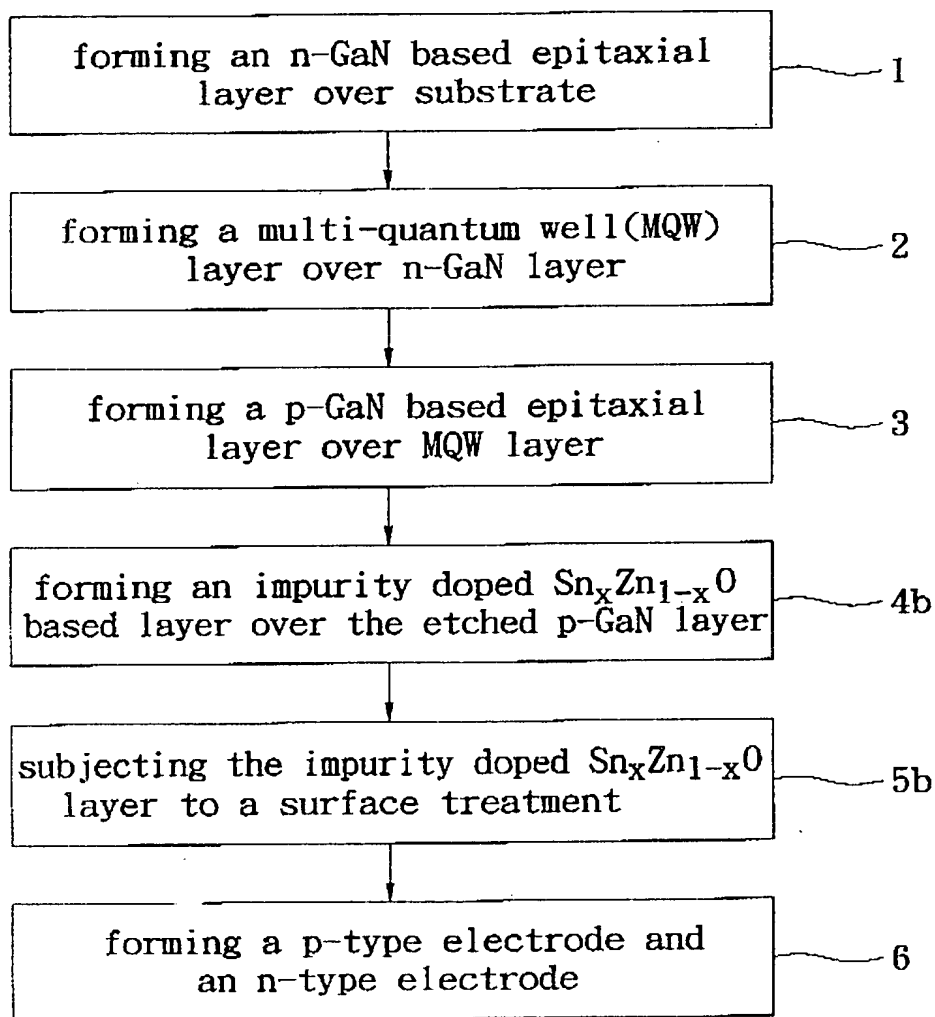 forming an n-GaN based epitaxial
layer over substrate
1
forming a multi-quantum well(MQW)
layer over n-GaN layer
2
forming a p-GaN based epitaxial
layer over MQW layer
3
forming an impurity doped SnxZn1-xO
based layer over the etched p-GaN layer
4b
subjecting the impurity doped SnxZn1-xO
layer to a surface treatment
5b
forming a p-type electrode and
an n-type electrode
6